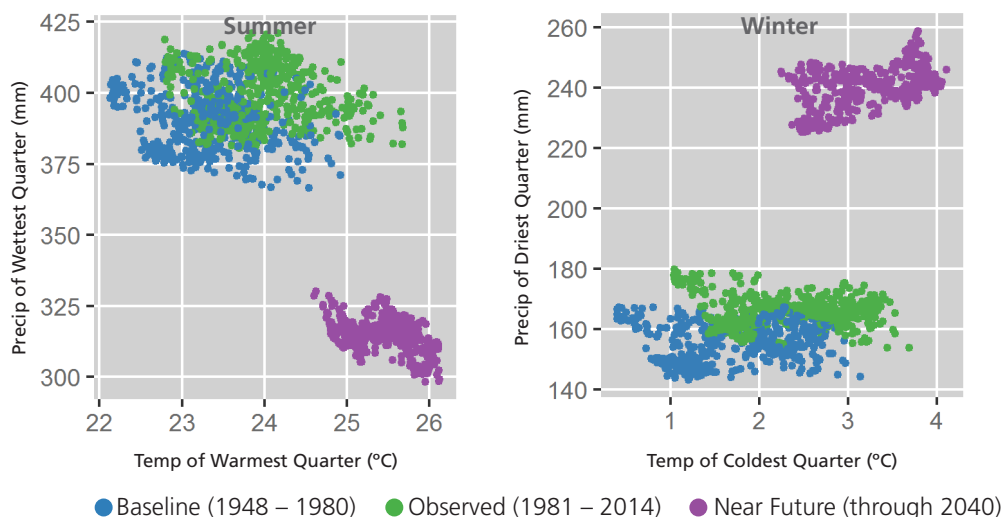 Summer
425
400
375
350
325
300
Precip of Wettest Quarter (mm)
22 23 24 25 26
Temp of Warmest Quarter (ºC)
Winter
260
240
220
200
180
160
140
Precip of Driest Quarter (mm)
1 2 3 4
Temp of Coldest Quarter (ºC)
Baseline (1948 – 1980) Observed (1981 – 2014) Near Future (through 2040)